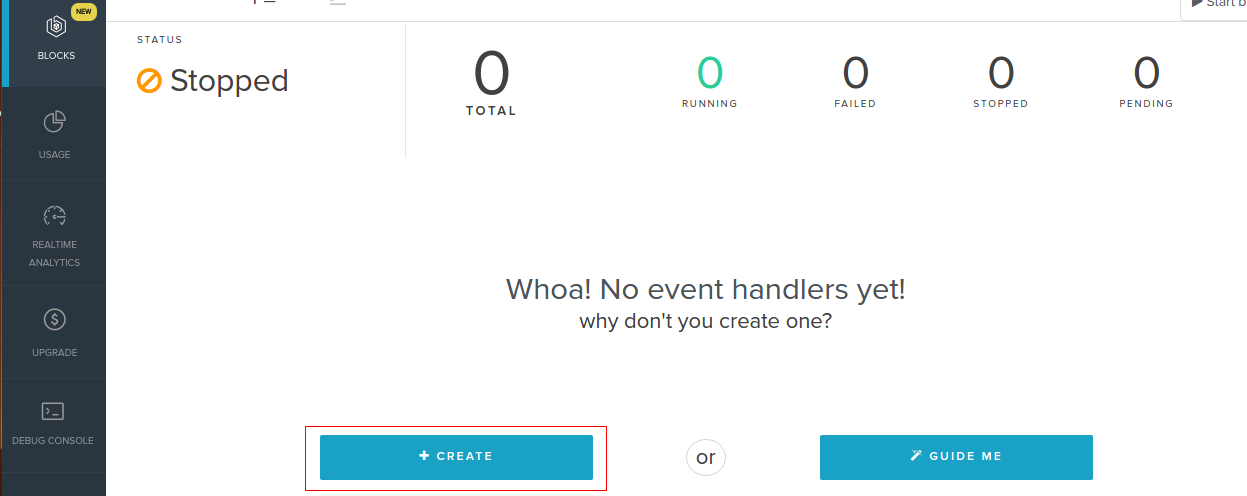 NEW
BLOCKS
USAGE
REALTIME
ANALYTICS
UPGRADE
DEBUG CONSOLE
Start b
STATUS
Stopped
0
TOTAL
0
RUNNING
0
FAILED
0
STOPPED
0
PENDING
Whoa! No event handlers yet!
why don't you create one?
+ CREATE
or
GUIDE ME